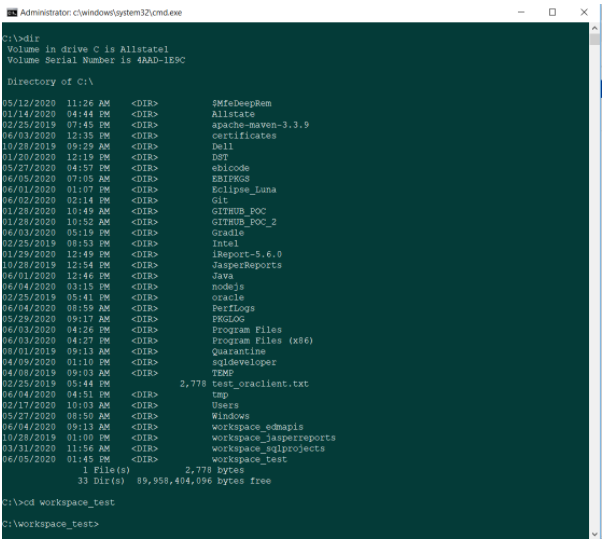 Administrator: c:\windows\system32\cmd.exe
C:\>dir
Volume in drive C is Allstate1
Volume Serial Number is 4AAD-1E9C
Directory of C:\
05/12/2020 11:26 AM <DIR> $MfeDeepRem
01/14/2020 04:44 PM <DIR> Allstate
02/25/2019 07:45 PM <DIR> apache-maven-3.3.9
06/03/2020 12:35 PM <DIR> certificates
10/28/2019 09:29 AM <DIR> Dell
01/20/2020 12:19 PM <DIR> DST
05/27/2020 04:57 PM <DIR> ebicode
06/05/2020 07:05 AM <DIR> EBIPKGS
06/01/2020 01:07 PM <DIR> Eclipse_Luna
06/02/2020 02:14 PM <DIR> Git
01/28/2020 10:49 AM <DIR> GITHUB_POC
01/28/2020 10:52 AM <DIR> GITHUB_POC_2
06/03/2020 05:19 PM <DIR> Gradle
02/25/2019 08:53 PM <DIR> Intel
01/29/2020 12:49 PM <DIR> iReport-5.6.0
10/28/2019 12:54 PM <DIR> JasperReports
06/01/2020 12:46 PM <DIR> Java
06/04/2020 03:15 PM <DIR> nodejs
02/25/2019 05:41 PM <DIR> oracle
06/04/2020 08:59 AM <DIR> PerfLogs
05/29/2020 09:17 AM <DIR> PKGLOG
06/03/2020 04:26 PM <DIR> Program Files
06/03/2020 04:27 PM <DIR> Program Files (x86)
08/01/2019 09:13 AM <DIR> Quarantine
04/09/2020 01:10 PM <DIR> sqldeveloper
04/08/2019 09:03 AM <DIR> TEMP
02/25/2019 05:44 PM 2,778 test_oraclient.txt
06/04/2020 04:51 PM <DIR> tmp
02/17/2020 10:03 AM <DIR> Users
05/27/2020 08:50 AM <DIR> Windows
06/04/2020 09:13 AM <DIR> workspace_edmapis
10/28/2019 01:00 PM <DIR> workspace_jasperreports
03/31/2020 11:56 AM <DIR> workspace_sqlprojects
06/05/2020 01:45 PM <DIR> workspace_test
1 File(s) 2,778 bytes
33 Dir(s) 89,958,404,096 bytes free
C:\>cd workspace_test
C:\workspace_test>